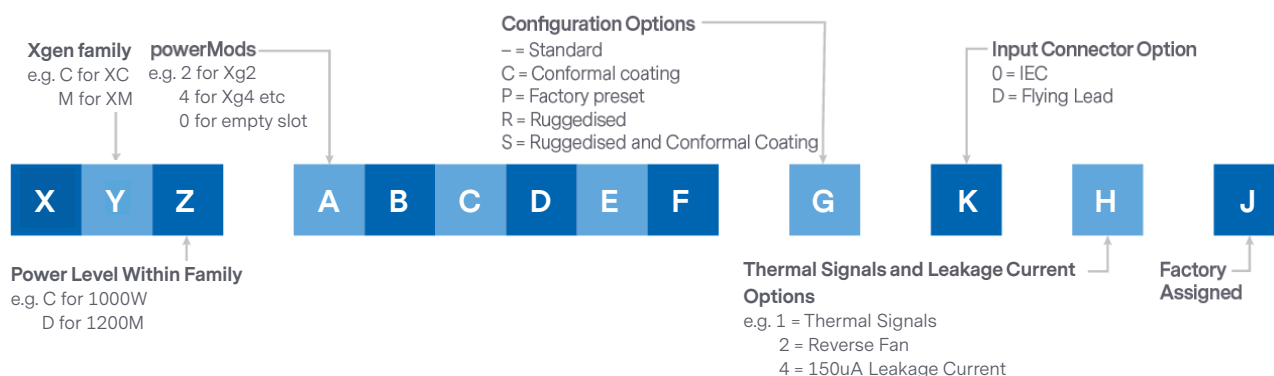 Xgen family
e.g. C for XC
M for XM
powerMods
e.g. 2 for Xg2
4 for Xg4 etc
0 for empty slot
Configuration Options
– = Standard
C = Conformal coating
P = Factory preset
R = Ruggedised
S = Ruggedised and Conformal Coating
Input Connector Option
0 = IEC
D = Flying Lead
X Y Z A B C D E F G K H J
Power Level Within Family
e.g. C for 1000W
D for 1200M
Thermal Signals and Leakage Current
Options
e.g. 1 = Thermal Signals
2 = Reverse Fan
4 = 150uA Leakage Current
Factory
Assigned